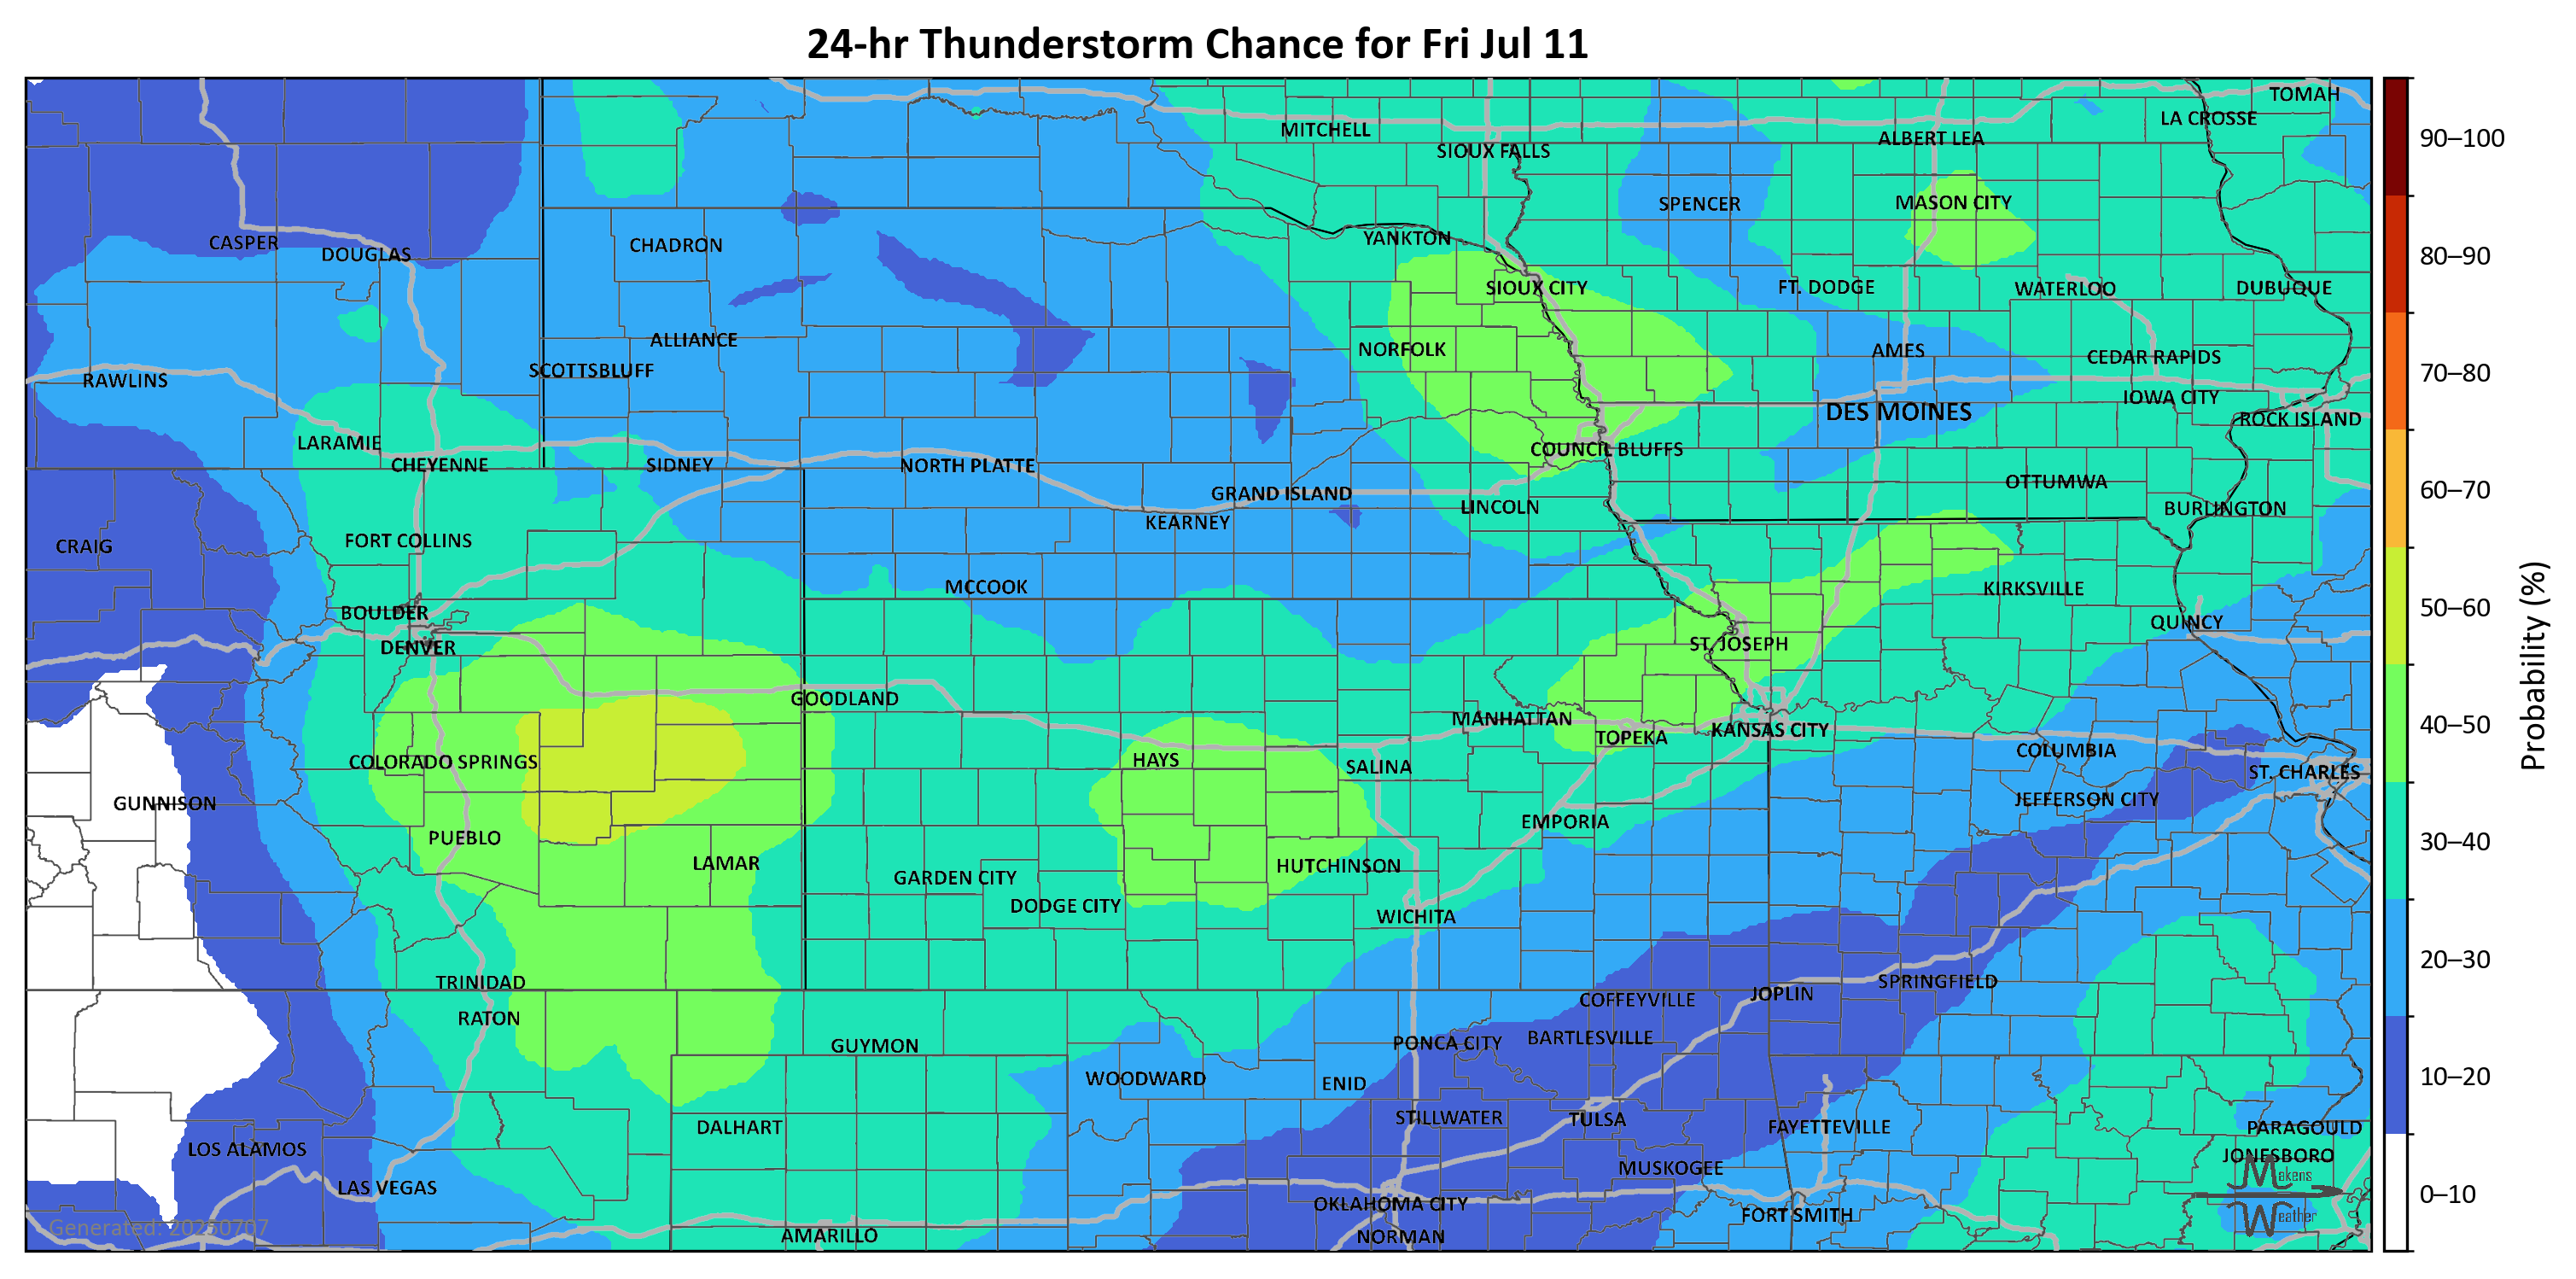 24-hr Thunderstorm Chance for Fri Jul 11
TOMAH
LA CROSSE
MITCHELL
ALBERT LEA
SIOUX FALLS
SPENCER
MASON CITY
YANKTON
CASPER
CHADRON
DOUGLAS
SIOUX CITY
FT. DODGE
WATERLOO
DUBUQUE
ALLIANCE
NORFOLK
AMES
CEDAR RAPIDS
SCOTTSBLUFF
RAWLINS
IOWA CITY
DES MOINES
ROCK ISLAND
LARAMIE
COUNCIL BLUFFS
CHEYENNE
SIDNEY
NORTH PLATTE
OTTUMWA
GRAND ISLAND
LINCOLN
BURLINGTON
KEARNEY
CRAIG
FORT COLLINS
MCCOOK
KIRKSVILLE
BOULDER
QUINCY
DENVER
ST. JOSEPH
GOODLAND
MANHATTAN
TOPEKA
KANSAS CITY
COLUMBIA
COLORADO SPRINGS
HAYS
SALINA
ST. CHARLES
GUNNISON
JEFFERSON CITY
EMPORIA
PUEBLO
LAMAR
HUTCHINSON
GARDEN CITY
DODGE CITY
WICHITA
TRINIDAD
SPRINGFIELD
JOPLIN
COFFEYVILLE
RATON
BARTLESVILLE
GUYMON
PONCA CITY
WOODWARD
ENID
STILLWATER
TULSA
DALHART
FAYETTEVILLE
PARAGOULD
LOS ALAMOS
JONESBORO
MUSKOGEE
LAS VEGAS
OKLAHOMA CITY
FORT SMITH
AMARILLO
NORMAN
Makens
Weather
Generated: 20250707
90–100
80–90
70–80
60–70
50–60
40–50
30–40
20–30
10–20
0–10
Probability (%)